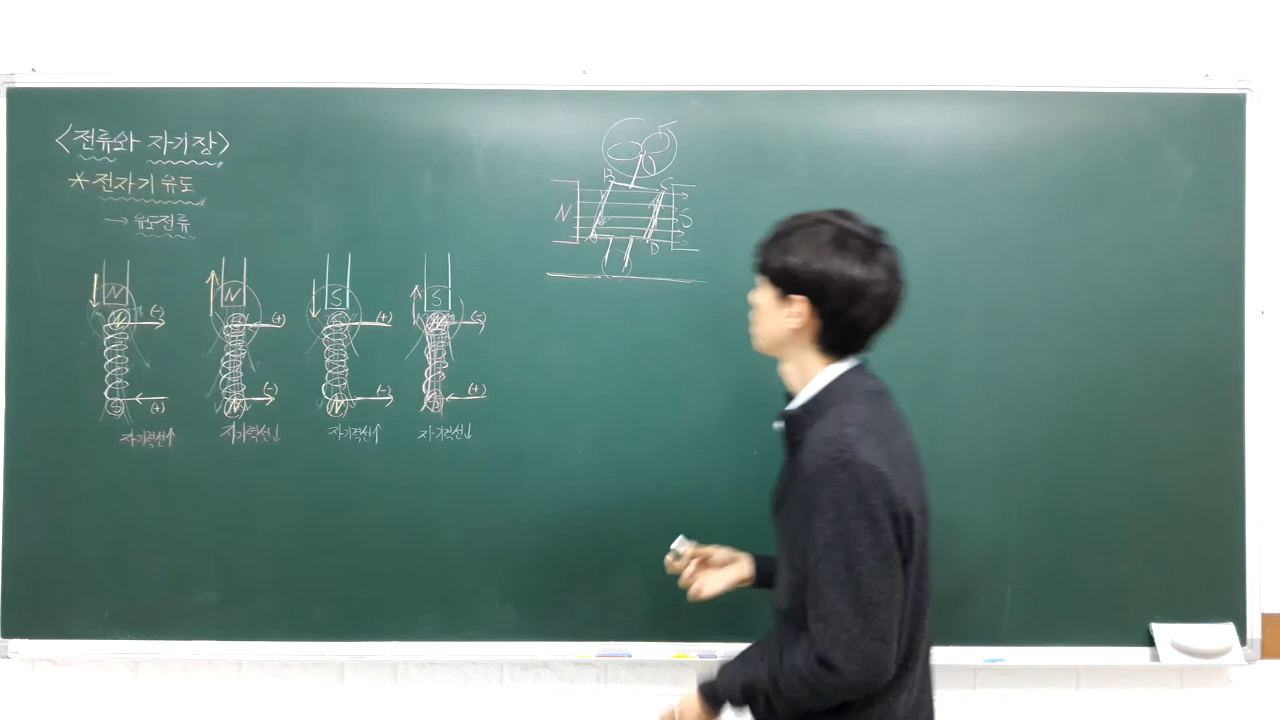 <전류와 자기장>
* 전자기 유도
→ 유도전류
N N S S
N (-) (+) S (+) (-)
S (+) N (-) N (-) (+)
자기력선↑ 자기력선↓ 자기력선↑ 자기력선↓
B C
N S
D